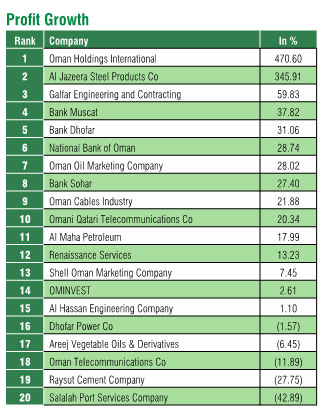 Profit Growth
Rank Company In %
1 Oman Holdings International 470.60
2 Al Jazeera Steel Products Co 345.91
3 Galfar Engineering and Contracting 59.83
4 Bank Muscat 37.82
5 Bank Dhofar 31.06
6 National Bank of Oman 28.74
7 Oman Oil Marketing Company 28.02
8 Bank Sohar 27.40
9 Oman Cables Industry 21.88
10 Omani Qatari Telecommunications Co 20.34
11 Al Maha Petroleum 17.99
12 Renaissance Services 13.23
13 Shell Oman Marketing Company 7.45
14 OMINVEST 2.61
15 Al Hassan Engineering Company 1.10
16 Dhofar Power Co (1.57)
17 Areej Vegetable Oils & Derivatives (6.45)
18 Oman Telecommunications Co (11.89)
19 Raysut Cement Company (27.75)
20 Salalah Port Services Company (42.89)